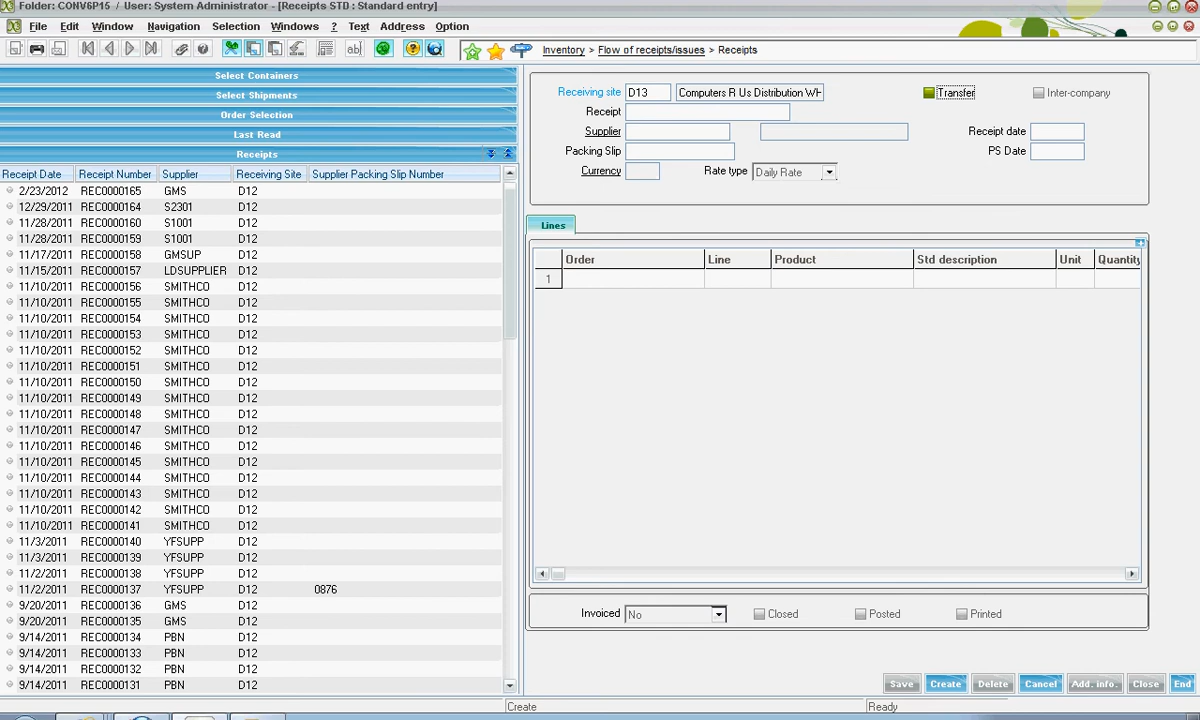 Folder: CONV6P15 / User: System Administrator - [Receipts STD : Standard entry]
File Edit Window Navigation Selection Windows ? Text Address Option
Inventory > Flow of receipts/issues > Receipts
Select Containers
Select Shipments
Order Selection
Last Read
Receipts
Receipt Date Receipt Number Supplier Receiving Site Supplier Packing Slip Number
2/23/2012 REC0000165 GMS D12
12/29/2011 REC0000164 S2301 D12
11/28/2011 REC0000160 S1001 D12
11/28/2011 REC0000159 S1001 D12
11/17/2011 REC0000158 GMSUP D12
11/15/2011 REC0000157 LDSUPPLIER D12
11/10/2011 REC0000156 SMITHCO D12
11/10/2011 REC0000155 SMITHCO D12
11/10/2011 REC0000154 SMITHCO D12
11/10/2011 REC0000153 SMITHCO D12
11/10/2011 REC0000152 SMITHCO D12
11/10/2011 REC0000151 SMITHCO D12
11/10/2011 REC0000150 SMITHCO D12
11/10/2011 REC0000149 SMITHCO D12
11/10/2011 REC0000148 SMITHCO D12
11/10/2011 REC0000147 SMITHCO D12
11/10/2011 REC0000146 SMITHCO D12
11/10/2011 REC0000145 SMITHCO D12
11/10/2011 REC0000144 SMITHCO D12
11/10/2011 REC0000143 SMITHCO D12
11/10/2011 REC0000142 SMITHCO D12
11/10/2011 REC0000141 SMITHCO D12
11/3/2011 REC0000140 YFSUPP D12
11/3/2011 REC0000139 YFSUPP D12
11/2/2011 REC0000138 YFSUPP D12
11/2/2011 REC0000137 YFSUPP D12 0876
9/20/2011 REC0000136 GMS D12
9/20/2011 REC0000135 GMS D12
9/14/2011 REC0000134 PBN D12
9/14/2011 REC0000133 PBN D12
9/14/2011 REC0000132 PBN D12
9/14/2011 REC0000131 PBN D12
Receiving site D13 Computers R Us Distribution WH Transfer Inter-company
Receipt
Supplier Receipt date
Packing Slip PS Date
Currency Rate type Daily Rate
Lines
Order Line Product Std description Unit Quantity
1
Invoiced No Closed Posted Printed
Save Create Delete Cancel Add. info. Close End
Create Ready